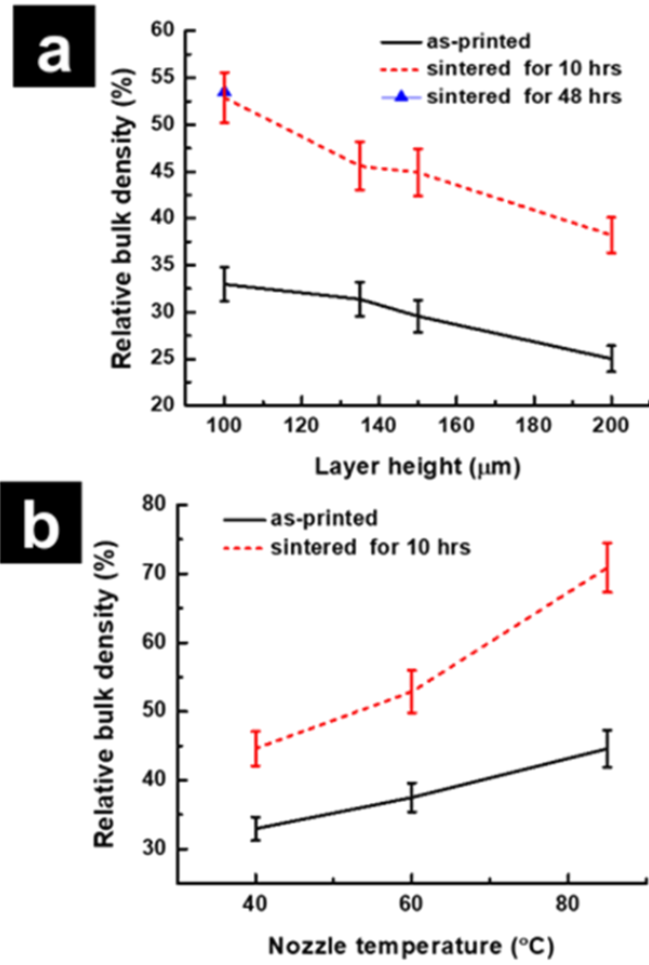 a
60
55
50
45
40
35
30
25
20
Relative bulk density (%)
as-printed
sintered for 10 hrs
sintered for 48 hrs
100 120 140 160 180 200
Layer height (μm)
b
80
70
60
50
40
30
Relative bulk density (%)
as-printed
sintered for 10 hrs
40 60 80
Nozzle temperature (°C)